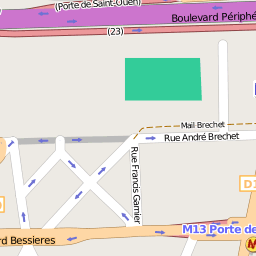 (Porte de Saint-Ouen)
Boulevard Périphé
(23)
Mail Brechet
Rue André Brechet
Rue Francis Garnier
D1
M13 Porte de
rd Bessieres
M